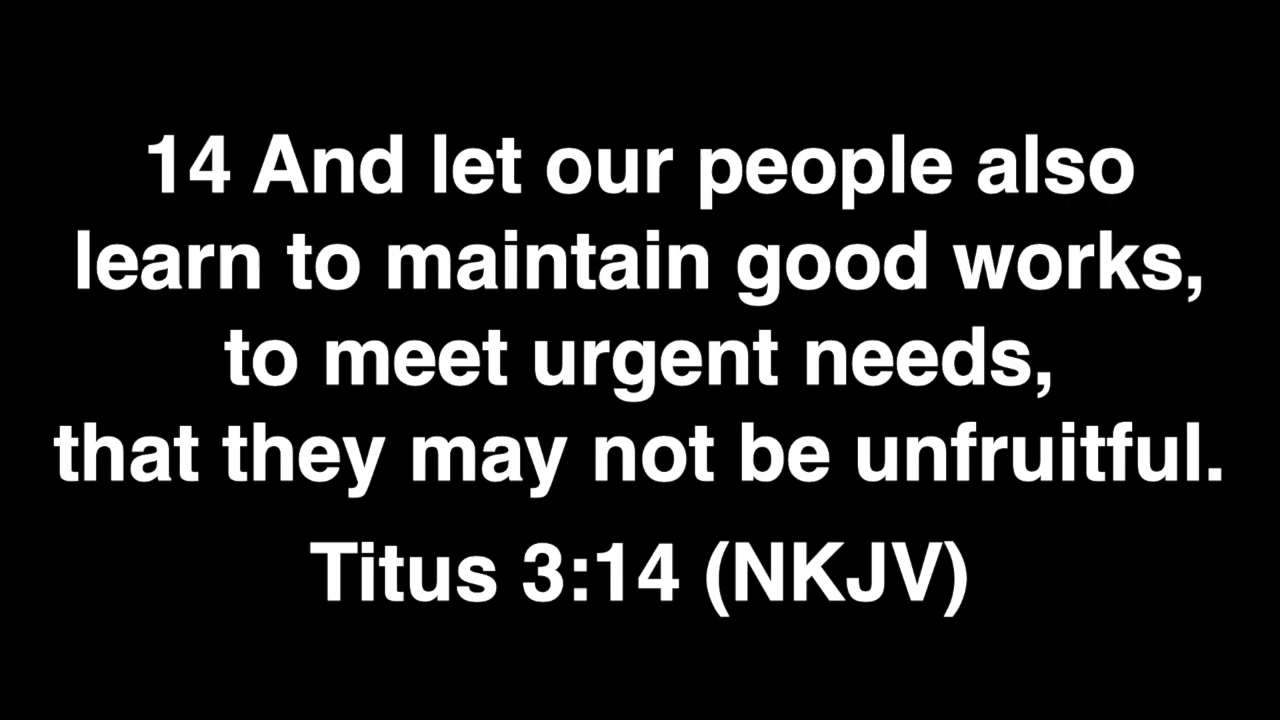 14 And let our people also
learn to maintain good works,
to meet urgent needs,
that they may not be unfruitful.
Titus 3:14 (NKJV)